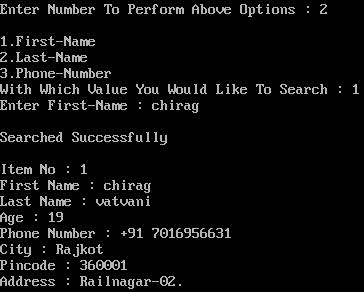 Enter Number To Perform Above Options : 2
1.First-Name
2.Last-Name
3.Phone-Number
With Which Value You Would Like To Search : 1
Enter First-Name : chirag
Searched Successfully
Item No : 1
First Name : chirag
Last Name : vatvani
Age : 19
Phone Number : +91 7016956631
City : Rajkot
Pincode : 360001
Address : Railnagar-02.